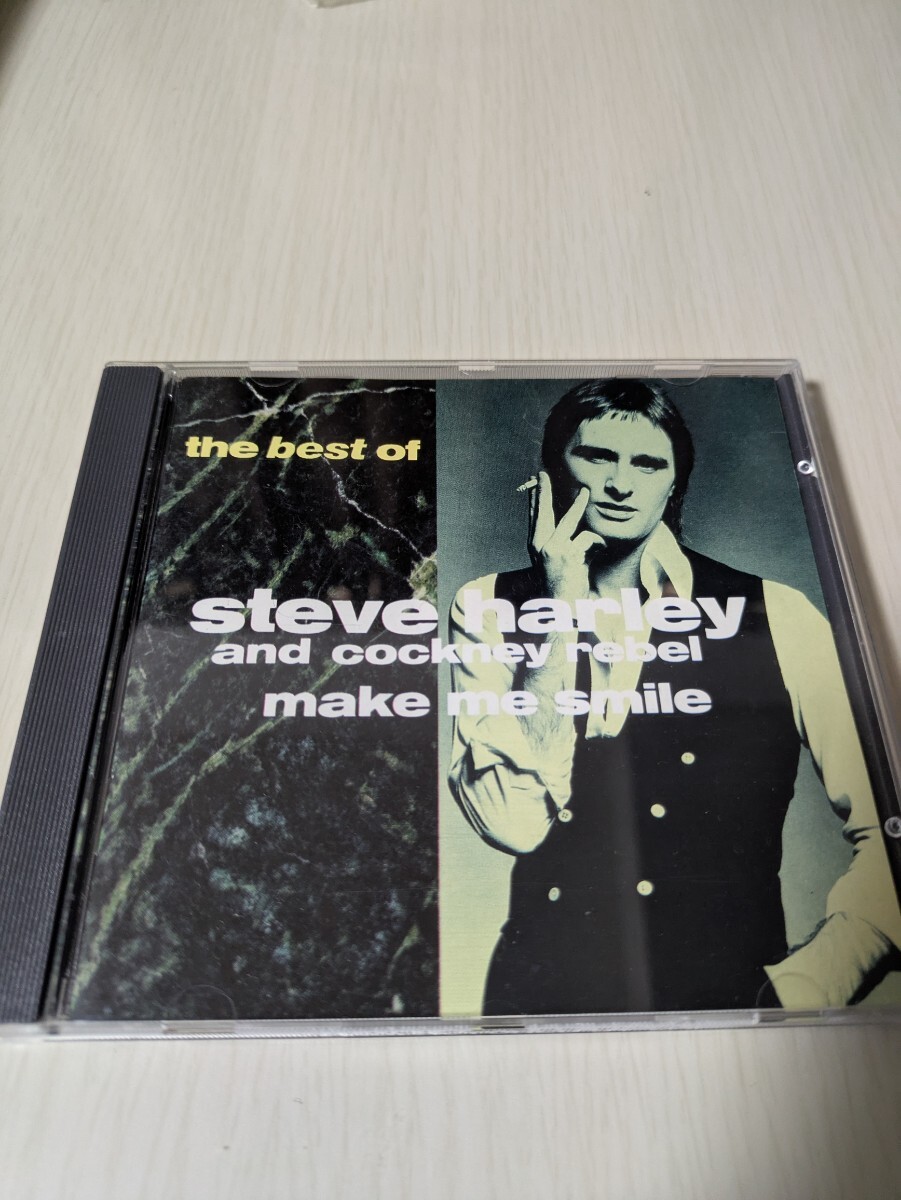 the best of
steve harley
and cockney rebel
make me smile